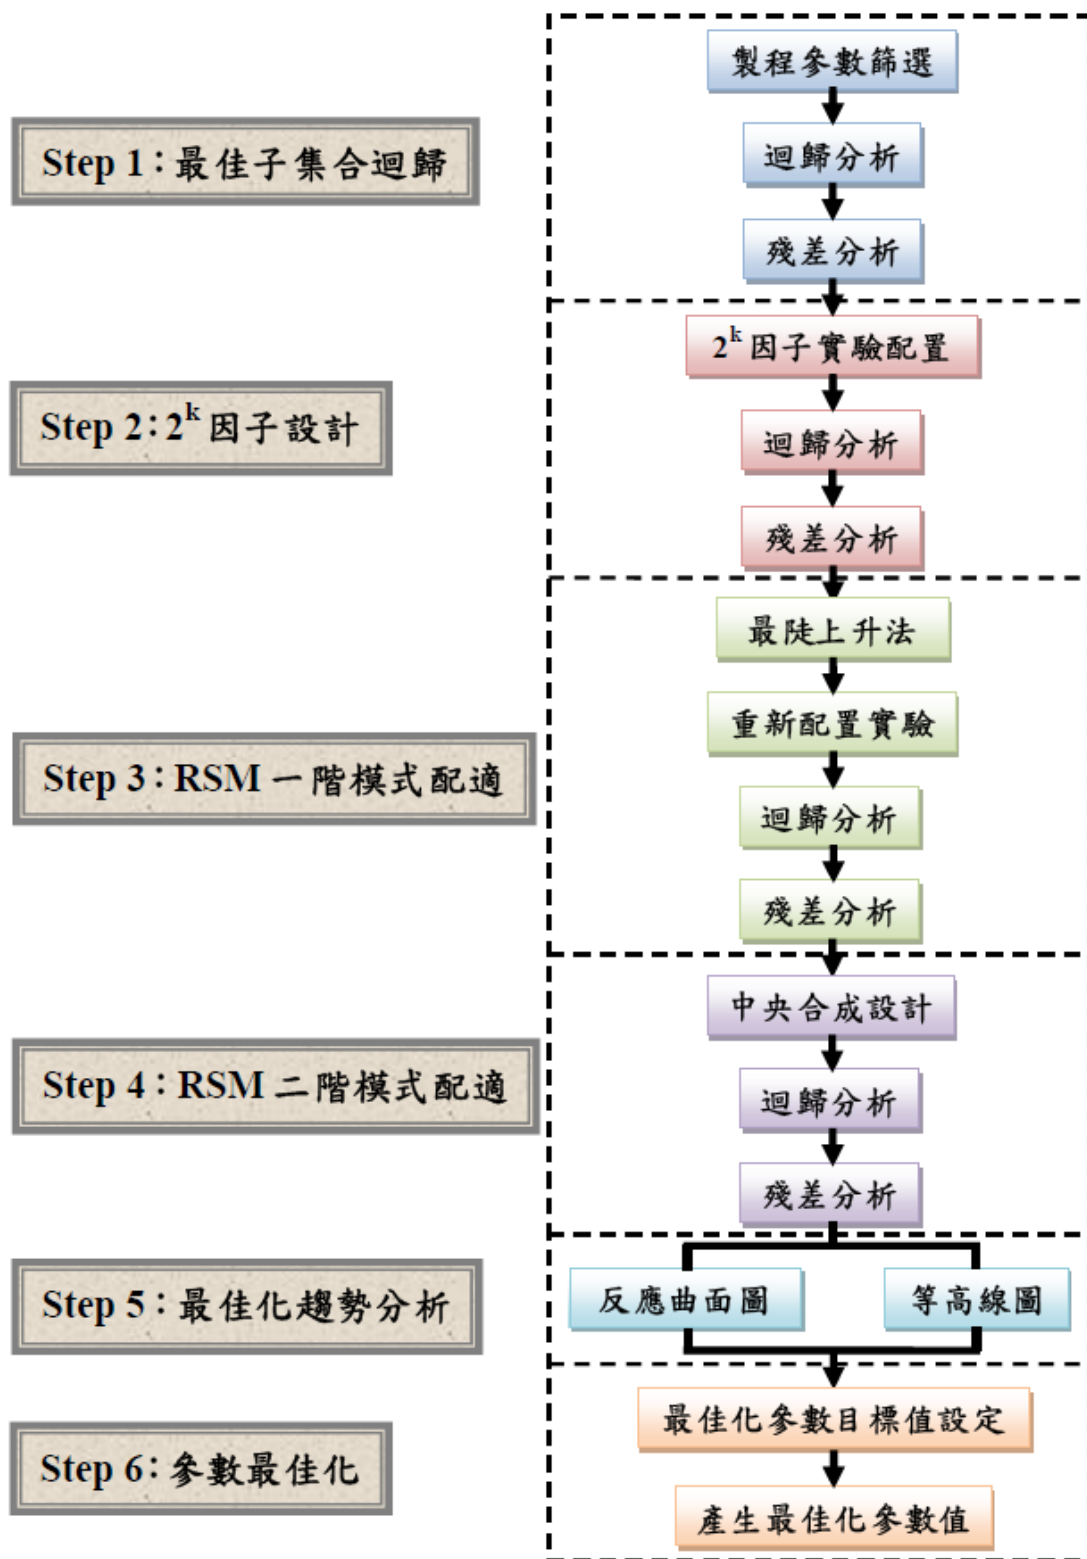 製程參數篩選
Step 1：最佳子集合迴歸
迴歸分析
殘差分析
2^k因子實驗配置
Step 2：2^k因子設計
迴歸分析
殘差分析
最陡上升法
重新配置實驗
Step 3：RSM 一階模式配適
迴歸分析
殘差分析
中央合成設計
Step 4：RSM 二階模式配適
迴歸分析
殘差分析
Step 5：最佳化趨勢分析
反應曲面圖
等高線圖
最佳化參數目標值設定
Step 6：參數最佳化
產生最佳化參數值